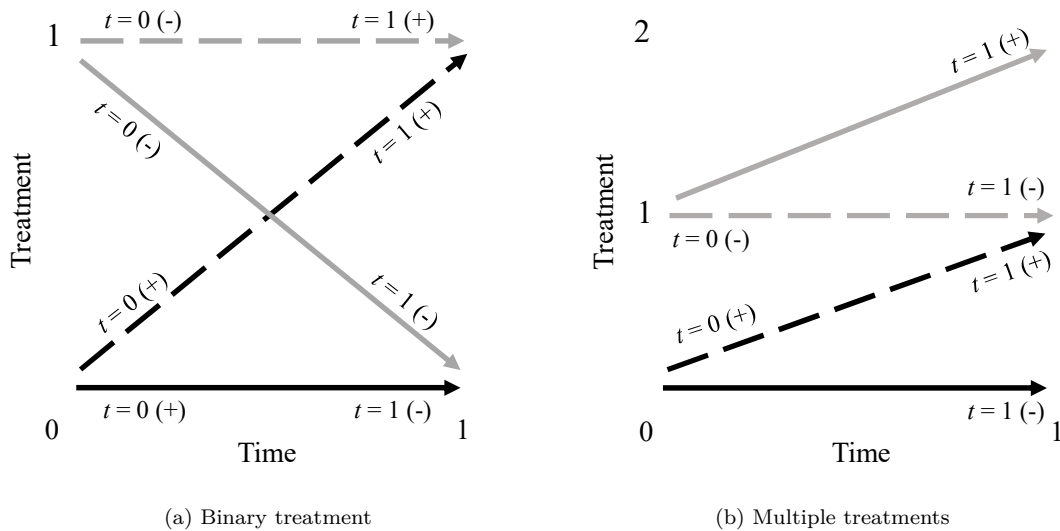 1
t = 0 (-)
t = 1 (+)
t = 0 (-)
t = 1 (+)
Treatment
t = 0 (+)
t = 1 (-)
t = 0 (+)
t = 1 (-)
0
1
Time
(a) Binary treatment
2
t = 1 (+)
1
t = 1 (-)
t = 0 (-)
Treatment
t = 0 (+)
t = 1 (+)
t = 1 (-)
0
1
Time
(b) Multiple treatments